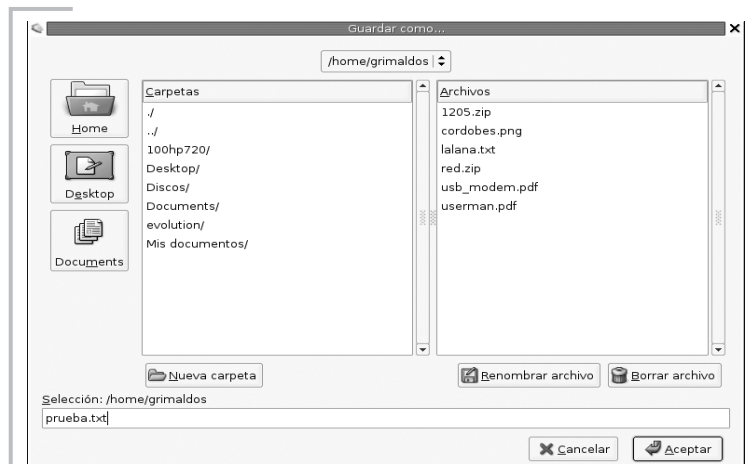 Guardar como...
/home/grimaldos
Home
Desktop
Documents
Carpetas
./
../
100hp720/
Desktop/
Discos/
Documents/
evolution/
Mis documentos/
Archivos
1205.zip
cordobes.png
lalana.txt
red.zip
usb_modem.pdf
userman.pdf
Nueva carpeta
Renombrar archivo
Borrar archivo
Selección: /home/grimaldos
prueba.txt
Cancelar
Aceptar